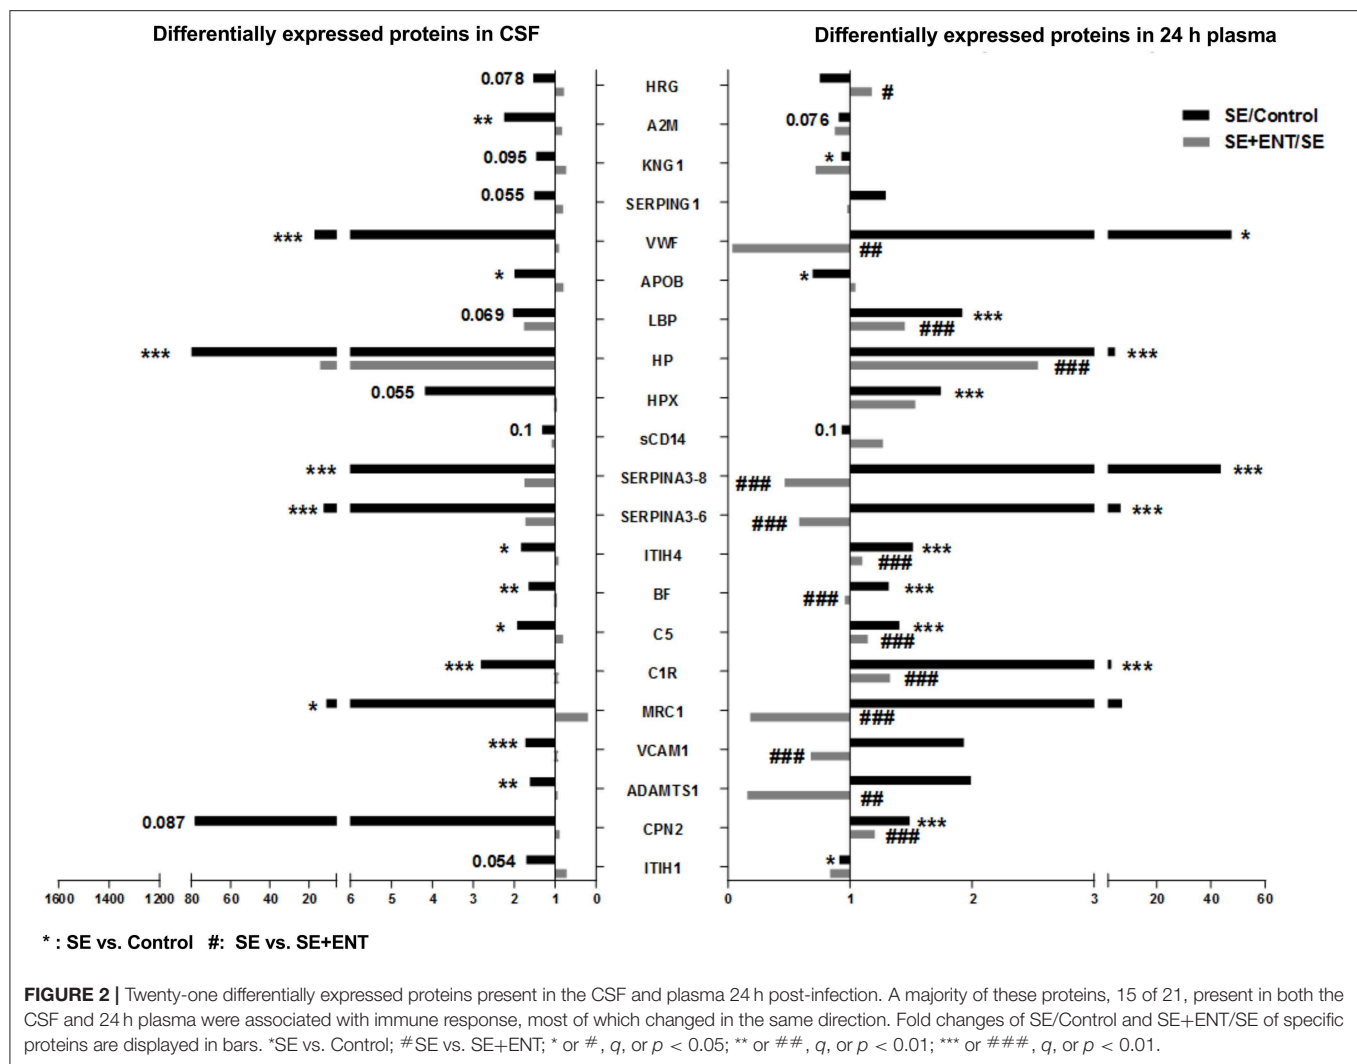 Differentially expressed proteins in CSF
Differentially expressed proteins in 24 h plasma
SE/Control
SE+ENT/SE
0.078 HRG #
** A2M 0.076
0.095 KNG1 *
0.055 SERPING1
*** VWF ## *
* APOB *
0.069 LBP *** ###
*** HP *** ###
0.055 HPX ***
0.1 sCD14 0.1
*** SERPINA3-8 ### ***
*** SERPINA3-6 ### ***
* ITIH4 *** ###
** BF ### ***
* C5 *** ###
*** C1R ### ***
* MRC1 ###
*** VCAM1 ###
** ADAMTS1 ##
0.087 CPN2 *** ###
0.054 ITIH1 *
1600 1200 80 60 40 20 6 5 4 3 2 1 0 0 1 2 3 20 40 60
* : SE vs. Control #: SE vs. SE+ENT
FIGURE 2 | Twenty-one differentially expressed proteins present in the CSF and plasma 24 h post-infection. A majority of these proteins, 15 of 21, present in both the
CSF and 24 h plasma were associated with immune response, most of which changed in the same direction. Fold changes of SE/Control and SE+ENT/SE of specific
proteins are displayed in bars. *SE vs. Control; #SE vs. SE+ENT; * or #, q, or p < 0.05; ** or ##, q, or p < 0.01; *** or ###, q, or p < 0.01.